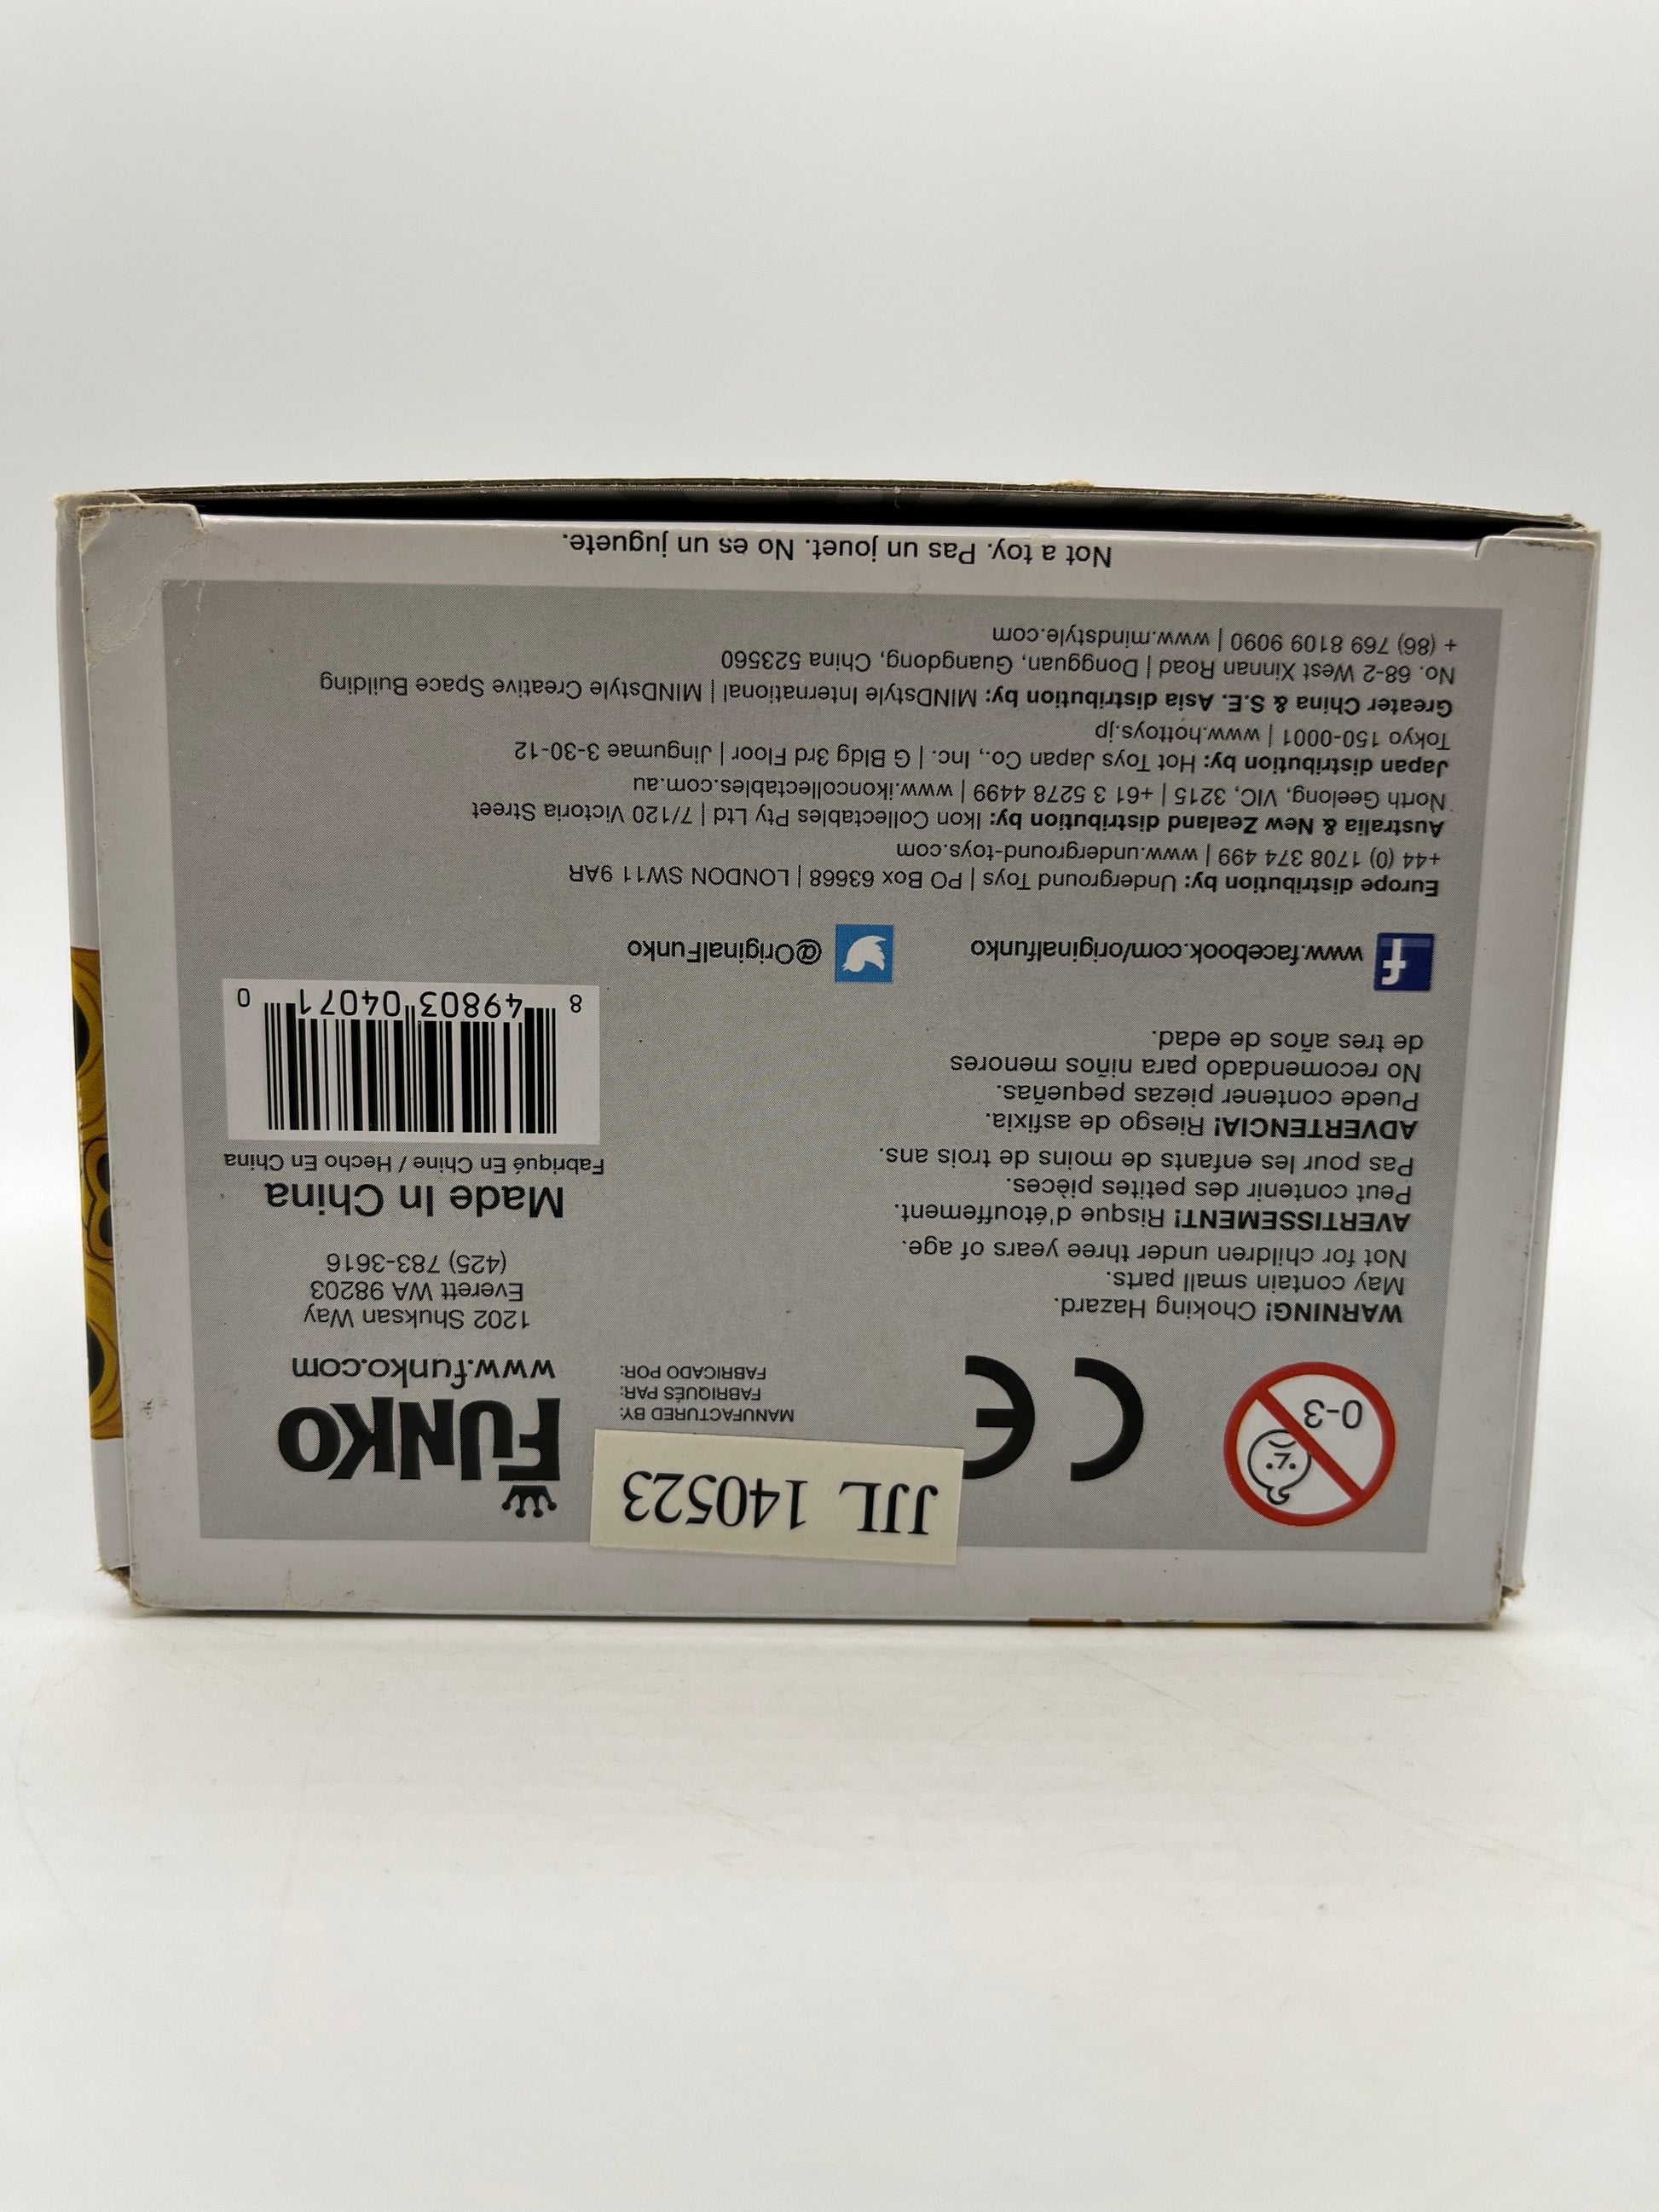 JJL 140523
0-3
CE
MANUFACTURED BY:
FABRIQUÉS PAR:
FABRICADO POR:
FUNKO
www.funko.com
1202 Shuksan Way
Everett WA 98203
(425) 783-3616
Made In China
Fabriqué En Chine / Hecho En China
8 49803 04071 0
WARNING! Choking Hazard.
May contain small parts.
Not for children under three years of age.
AVERTISSEMENT! Risque d'étouffement.
Peut contenir des petites pièces.
Pas pour les enfants de moins de trois ans.
ADVERTENCIA! Riesgo de asfixia.
Puede contener piezas pequeñas.
No recomendado para niños menores
de tres años de edad.
www.facebook.com/originalfunko
@OriginalFunko
Europe distribution by: Underground Toys | PO Box 63668 | LONDON SW11 9AR
+44 (0) 1708 374 499 | www.underground-toys.com
Australia & New Zealand distribution by: Ikon Collectables Pty Ltd | 7/120 Victoria Street
North Geelong, VIC, 3215 | +61 3 5278 4499 | www.ikoncollectables.com.au
Japan distribution by: Hot Toys Japan Co., Inc. | G Bldg 3rd Floor | Jingumae 3-30-12
Tokyo 150-0001 | www.hottoys.jp
Greater China & S.E. Asia distribution by: MINDstyle International | MINDstyle Creative Space Building
No. 68-2 West Xinnan Road | Dongguan, Guangdong, China 523560
+ (86) 769 8109 9090 | www.mindstyle.com
Not a toy. Pas un jouet. No es un juguete.